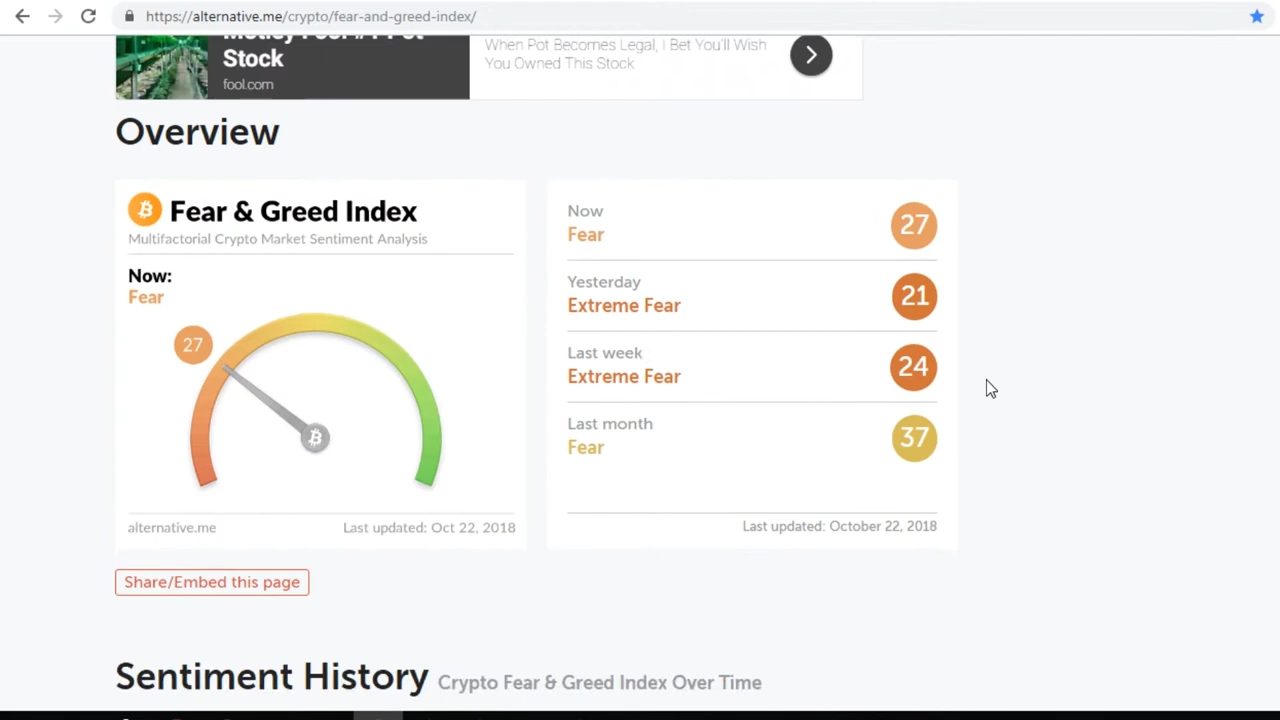 https://alternative.me/crypto/fear-and-greed-index/
Stock
fool.com
When Pot Becomes Legal, I Bet You'll Wish
You Owned This Stock
Overview
Fear & Greed Index
Multifactorial Crypto Market Sentiment Analysis
Now:
Fear
27
alternative.me
Last updated: Oct 22, 2018
Now
Fear
27
Yesterday
Extreme Fear
21
Last week
Extreme Fear
24
Last month
Fear
37
Last updated: October 22, 2018
Share/Embed this page
Sentiment History Crypto Fear & Greed Index Over Time